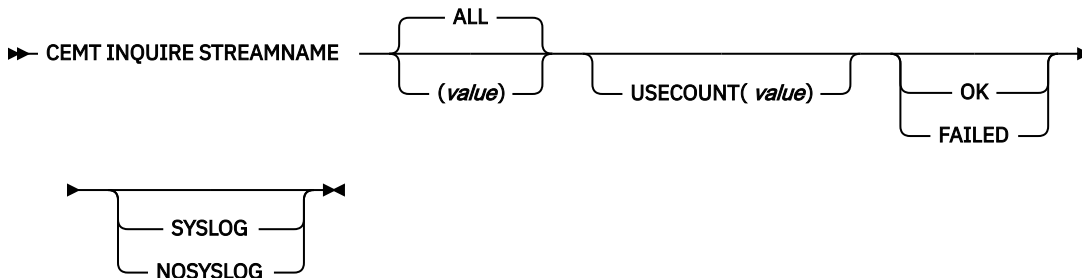 ALL
CEMT INQUIRE STREAMNAME
(value)
USECOUNT( value)
OK
FAILED
SYSLOG
NOSYSLOG